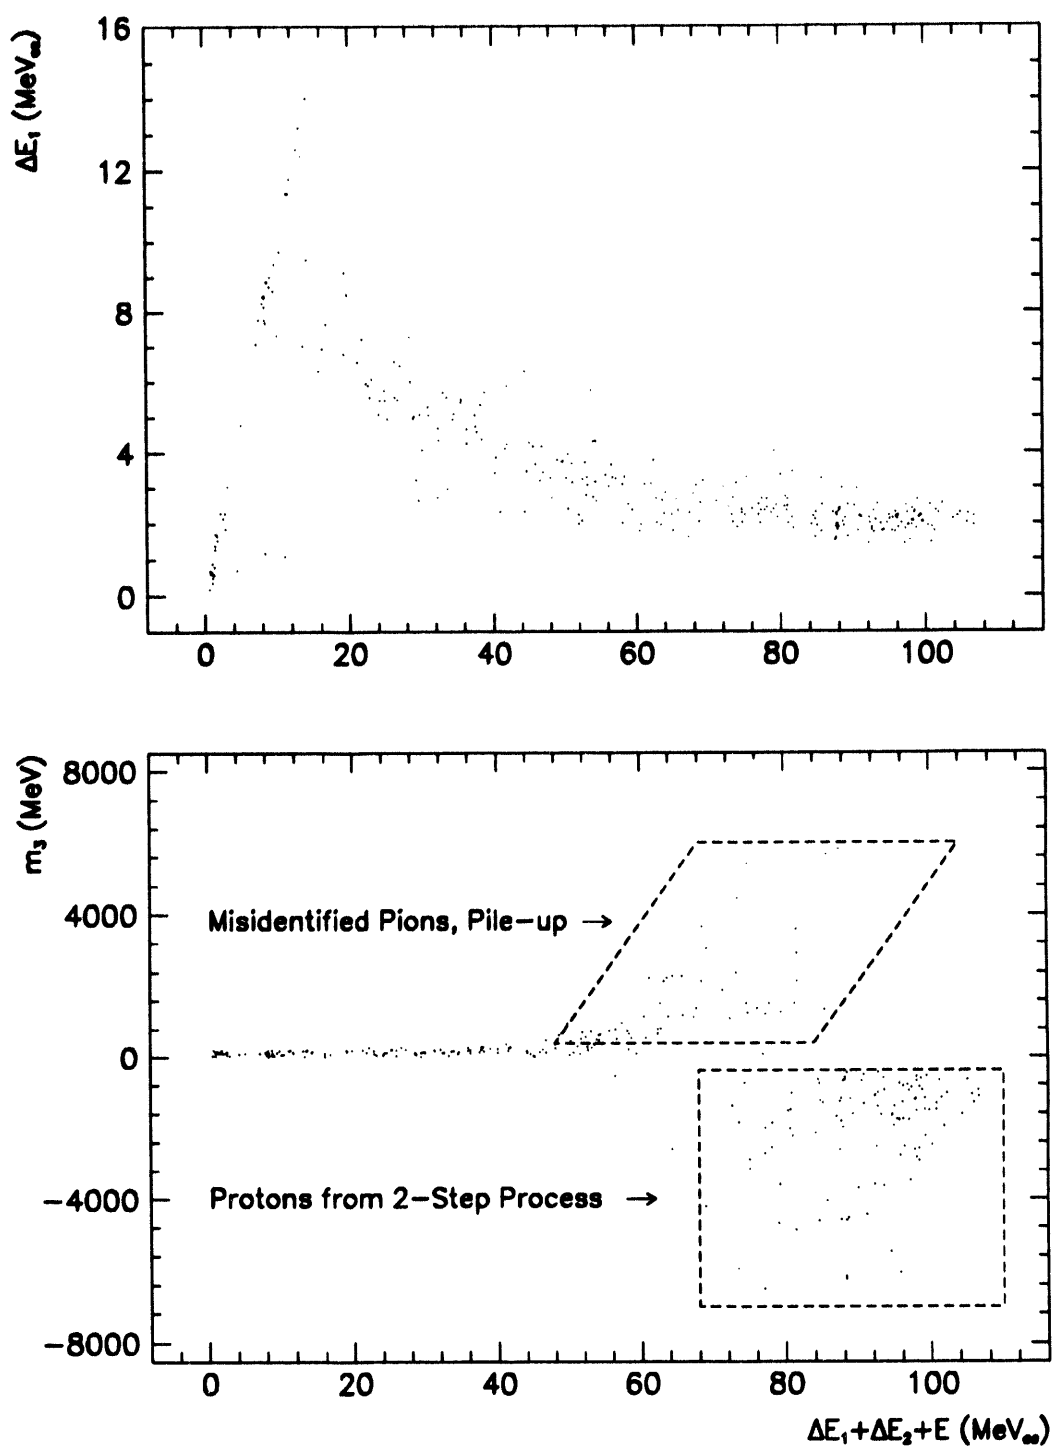 16
ΔE₁ (MeVₑₑ)
12
8
4
0
0 20 40 60 80 100
m₃ (MeV)
8000
Misidentified Pions, Pile-up →
4000
0
Protons from 2-Step Process →
-4000
-8000
0 20 40 60 80 100
ΔE₁+ΔE₂+E (MeVₑₑ)